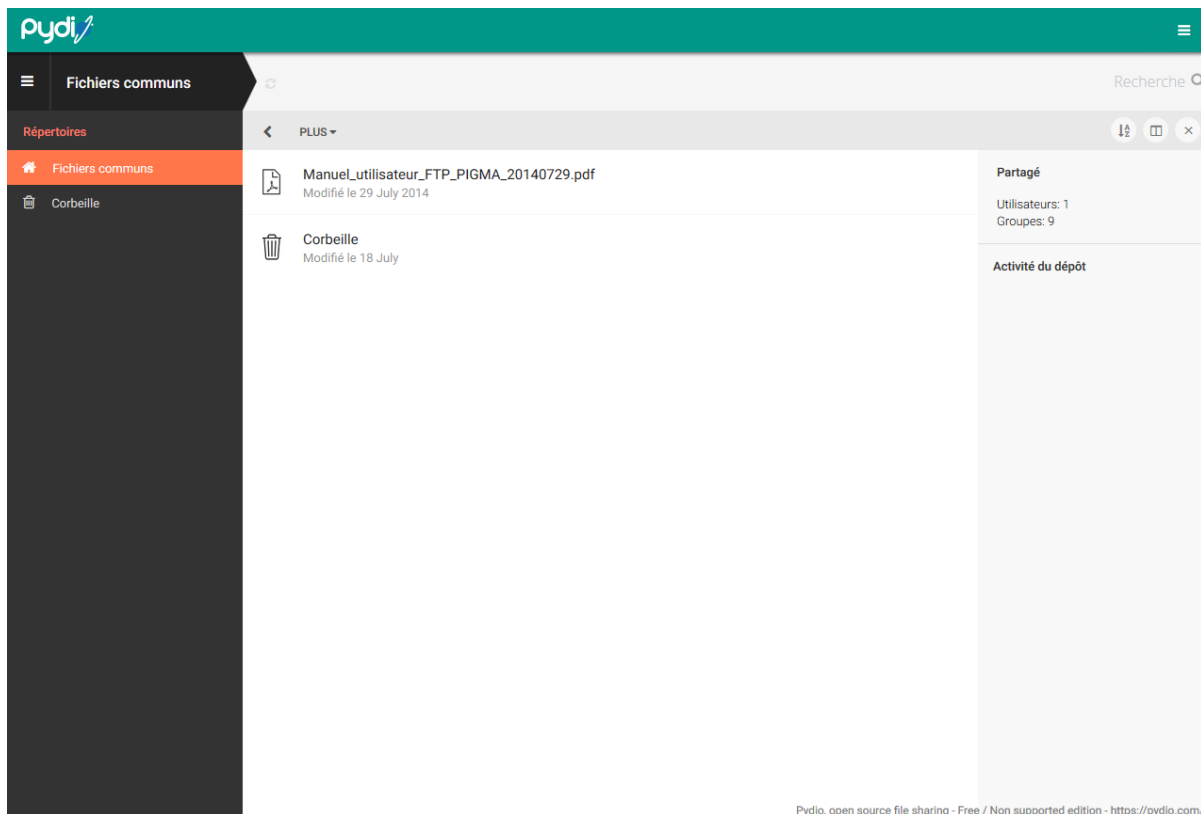 pydio
Fichiers communs
Recherche
Répertoires
PLUS
Fichiers communs
Corbeille
Manuel_utilisateur_FTP_PIGMA_20140729.pdf
Modifié le 29 July 2014
Corbeille
Modifié le 18 July
Partagé
Utilisateurs: 1
Groupes: 9
Activité du dépôt
Pydio, open source file sharing - Free / Non supported edition - https://pydio.com/